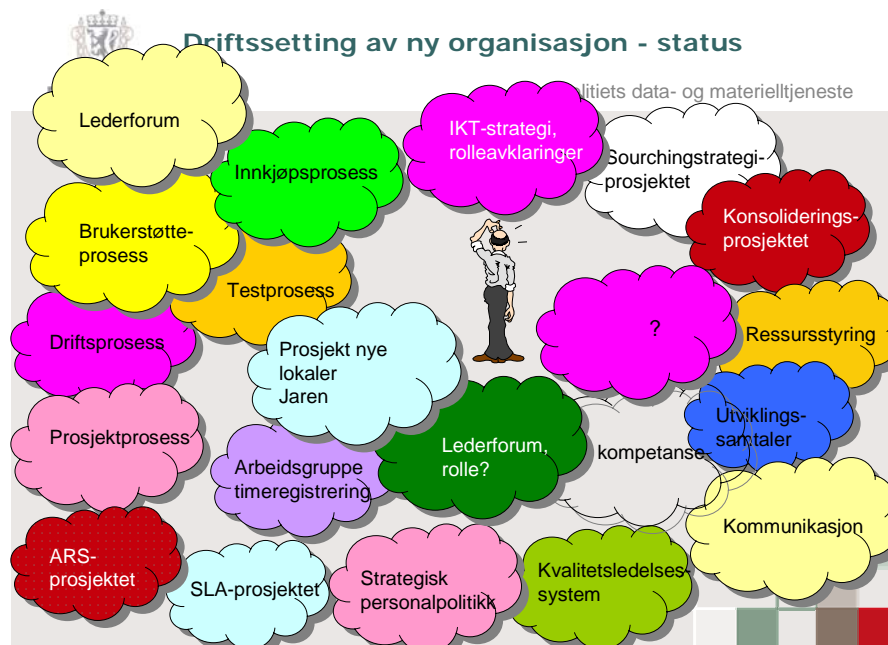 Driftssetting av ny organisasjon - status
olitiets data- og materielltjeneste
Lederforum
IKT-strategi,
rolleavklaringer
Innkjøpsprosess
Sourchingstrategi-
prosjektet
Konsoliderings-
prosjektet
Brukerstøtte-
prosess
Testprosess
?
Ressursstyring
Driftsprosess
Prosjekt nye
lokaler
Jaren
Utviklings-
samtaler
Prosjektprosess
Arbeidsgruppe
timeregistrering
Lederforum,
rolle?
kompetanse
Kommunikasjon
ARS-
prosjektet
SLA-prosjektet
Strategisk
personalpolitikk
Kvalitetsledelses-
system